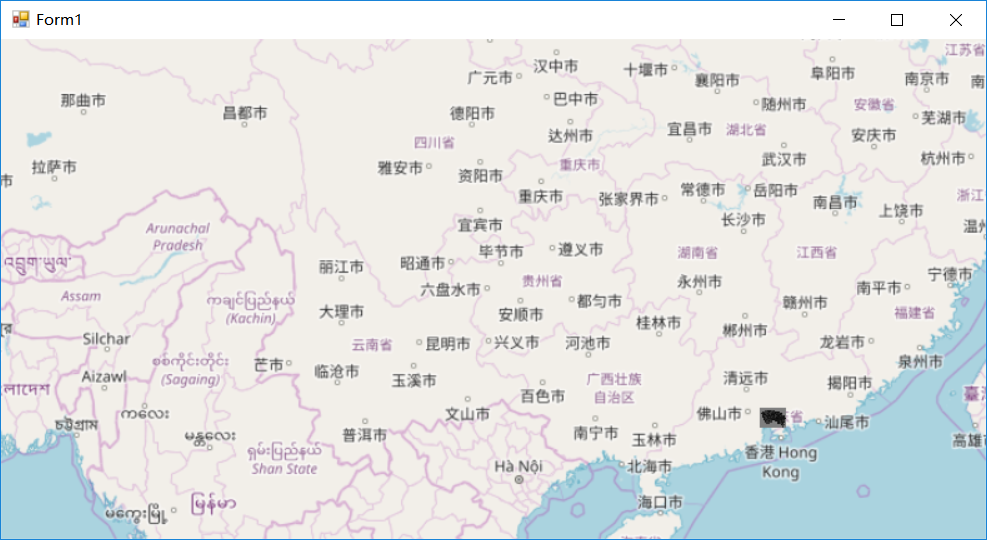 Form1
江苏省
广元市
汉中市
十堰市
襄阳市
阜阳市
南京市
南
那曲市
昌都市
德阳市
巴中市
随州市
安徽省
芜湖市
四川省
达州市
宜昌市
湖北省
安庆市
拉萨市
雅安市
资阳市
重庆市
武汉市
杭州市
市
重庆市
张家界市
常德市
岳阳市
南昌市
浙江
宜宾市
长沙市
上饶市
温州
Arunachal
Pradesh
毕节市
遵义市
湖南省
江西省
འབྲུག་ཡུལ་
丽江市
昭通市
六盘水市
贵州省
永州市
南平市
宁德市
Assam
ကချင်ပြည်နယ်
(Kachin)
大理市
安顺市
都匀市
赣州市
福建省
Silchar
云南省
昆明市
兴义市
河池市
桂林市
郴州市
龙岩市
泉州市
စစ်ကိုင်းတိုင်း
(Sagaing)
芒市
临沧市
玉溪市
广西壮族
自治区
清远市
揭阳市
Aizawl
百色市
ကလေး
文山市
佛山市
省
汕尾市
မန္တလေး
普洱市
南宁市
玉林市
香港 Hong
Kong
高雄
ရှမ်းပြည်နယ်
Shan State
Hà Nội
北海市
မြန်မာ
မကွေးမြို့
海口市